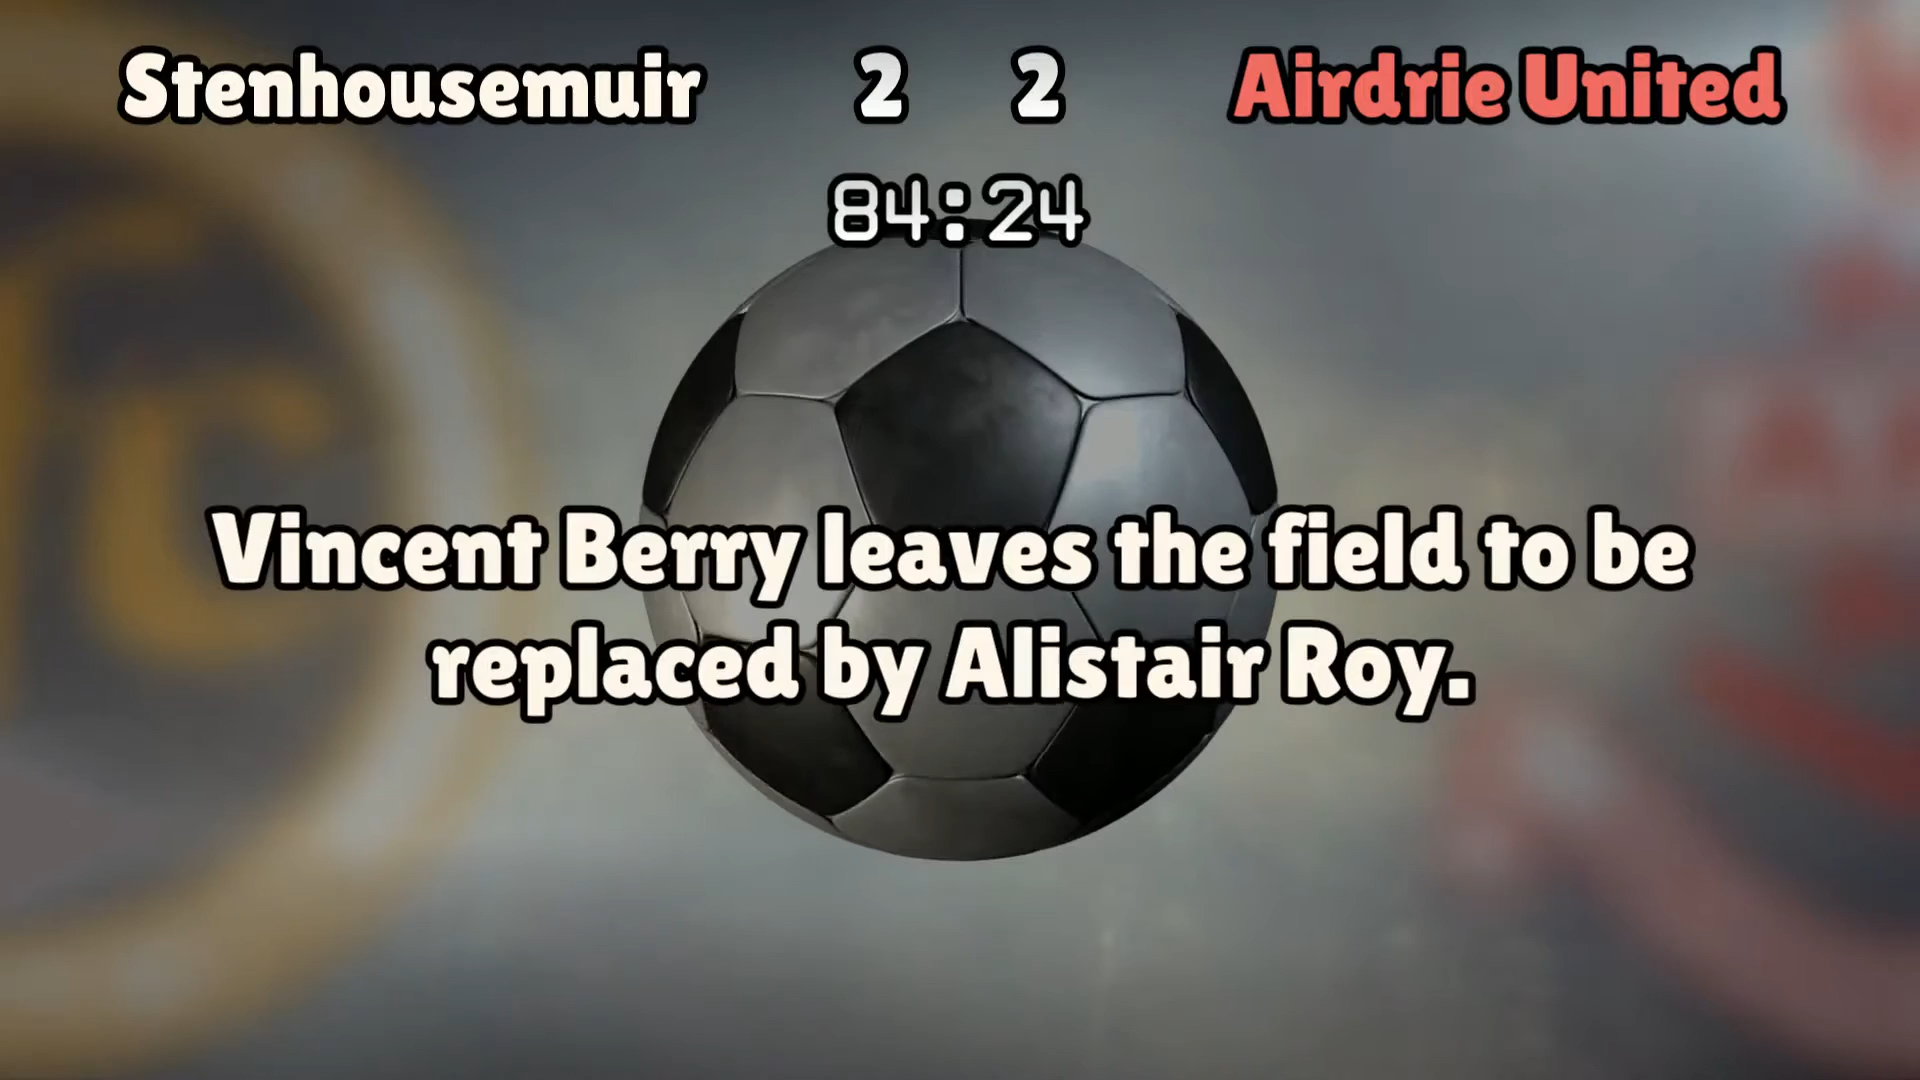 Stenhousemuir 2 2 Airdrie United
84:24
Vincent Berry leaves the field to be
replaced by Alistair Roy.